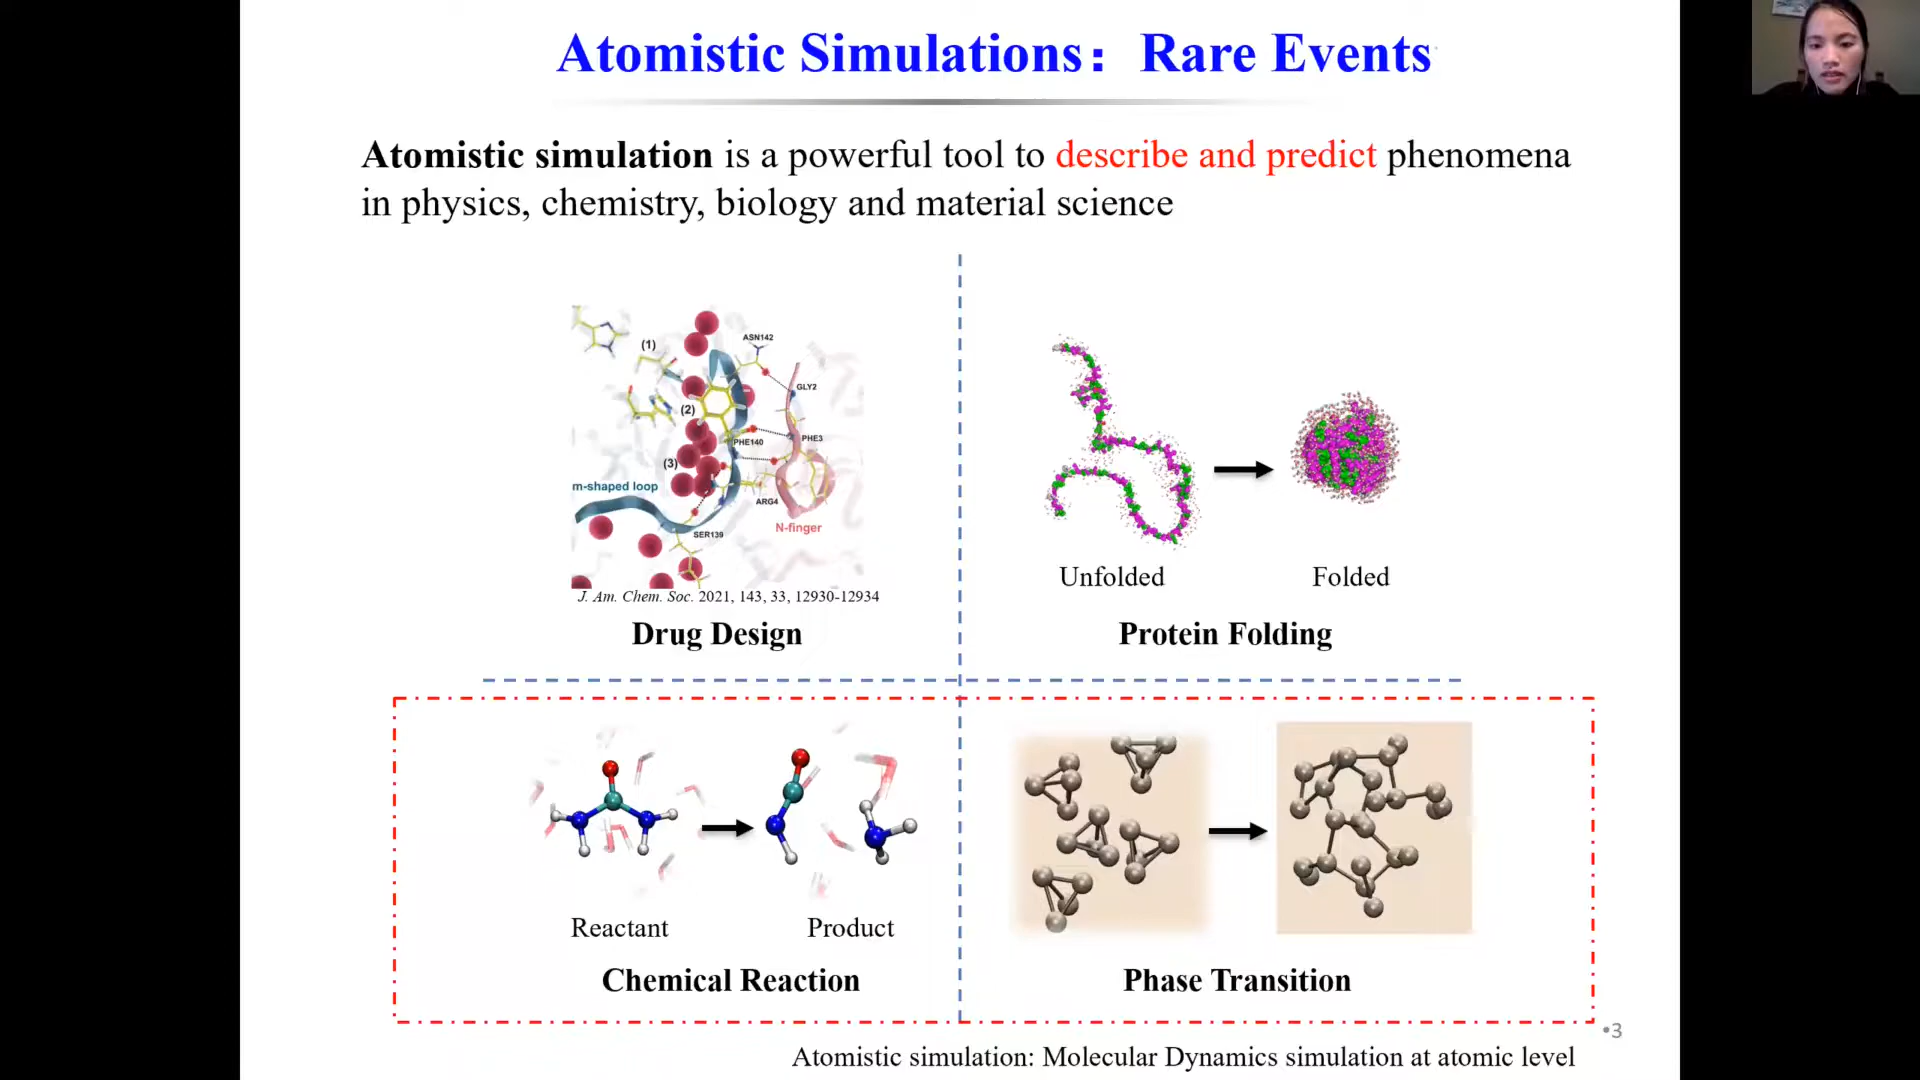 Atomistic Simulations： Rare Events
Atomistic simulation is a powerful tool to describe and predict phenomena
in physics, chemistry, biology and material science
ASN142
(1)
GLY2
(2)
PHE140
PHE3
(3)
m-shaped loop
ARG4
N-finger
SER139
J. Am. Chem. Soc. 2021, 143, 33, 12930-12934
Drug Design
Unfolded
Folded
Protein Folding
Reactant
Product
Chemical Reaction
Phase Transition
•3
Atomistic simulation: Molecular Dynamics simulation at atomic level